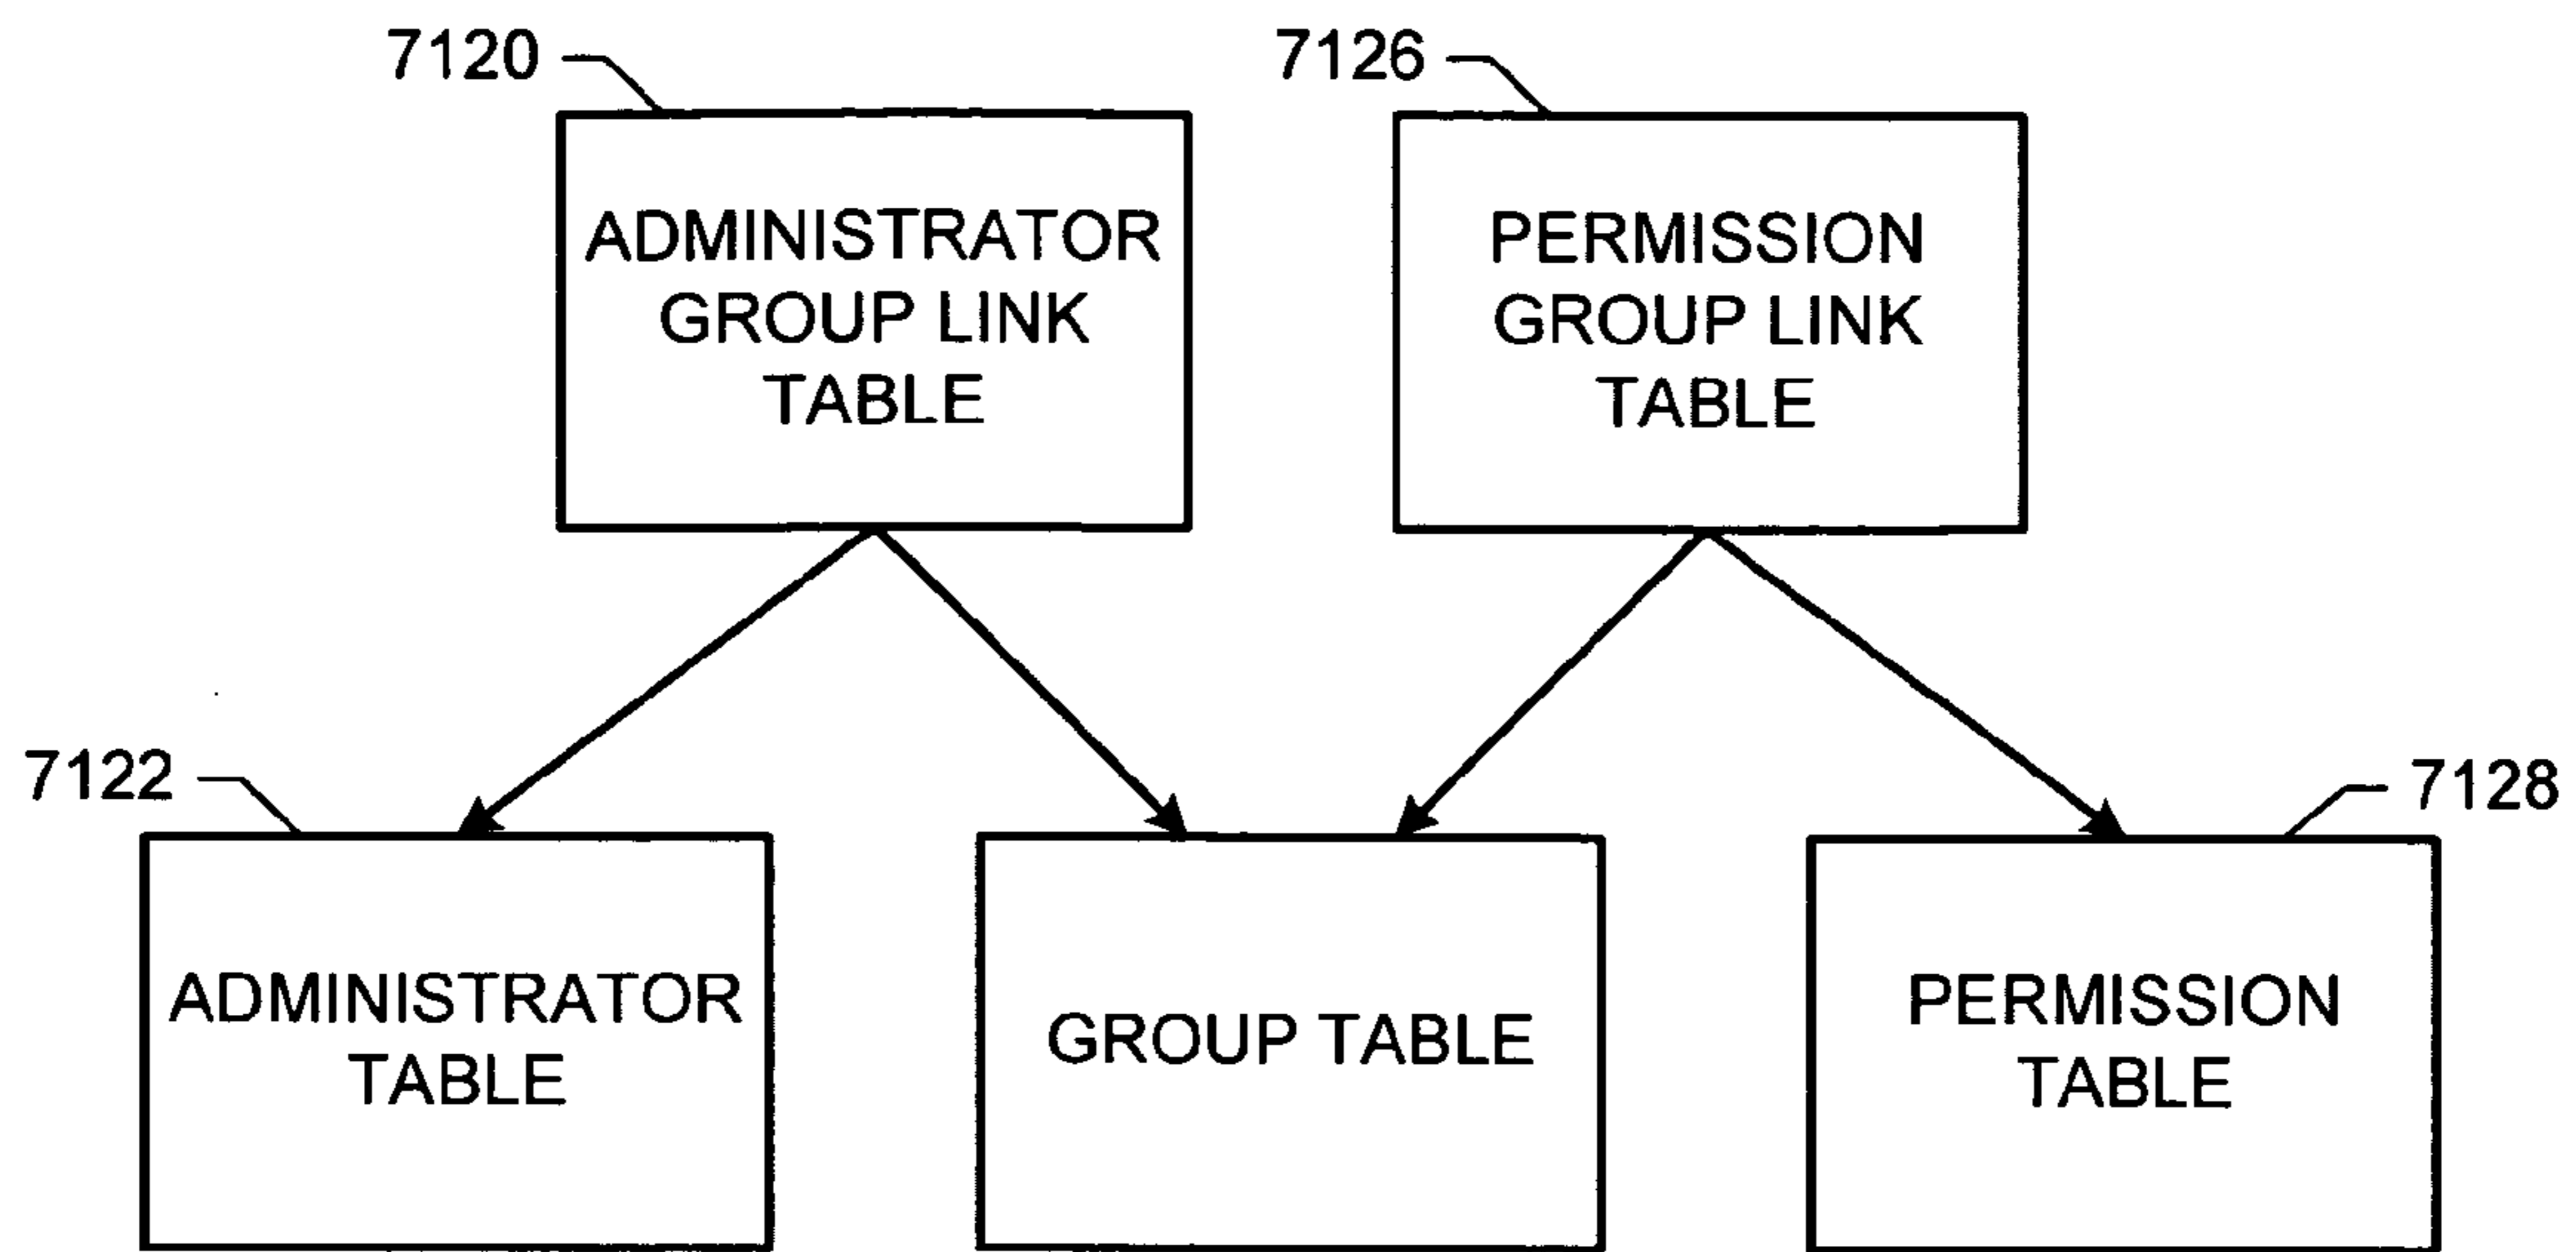 7120
7126
ADMINISTRATOR
GROUP LINK
TABLE
PERMISSION
GROUP LINK
TABLE
7122
7128
ADMINISTRATOR
TABLE
GROUP TABLE
PERMISSION
TABLE